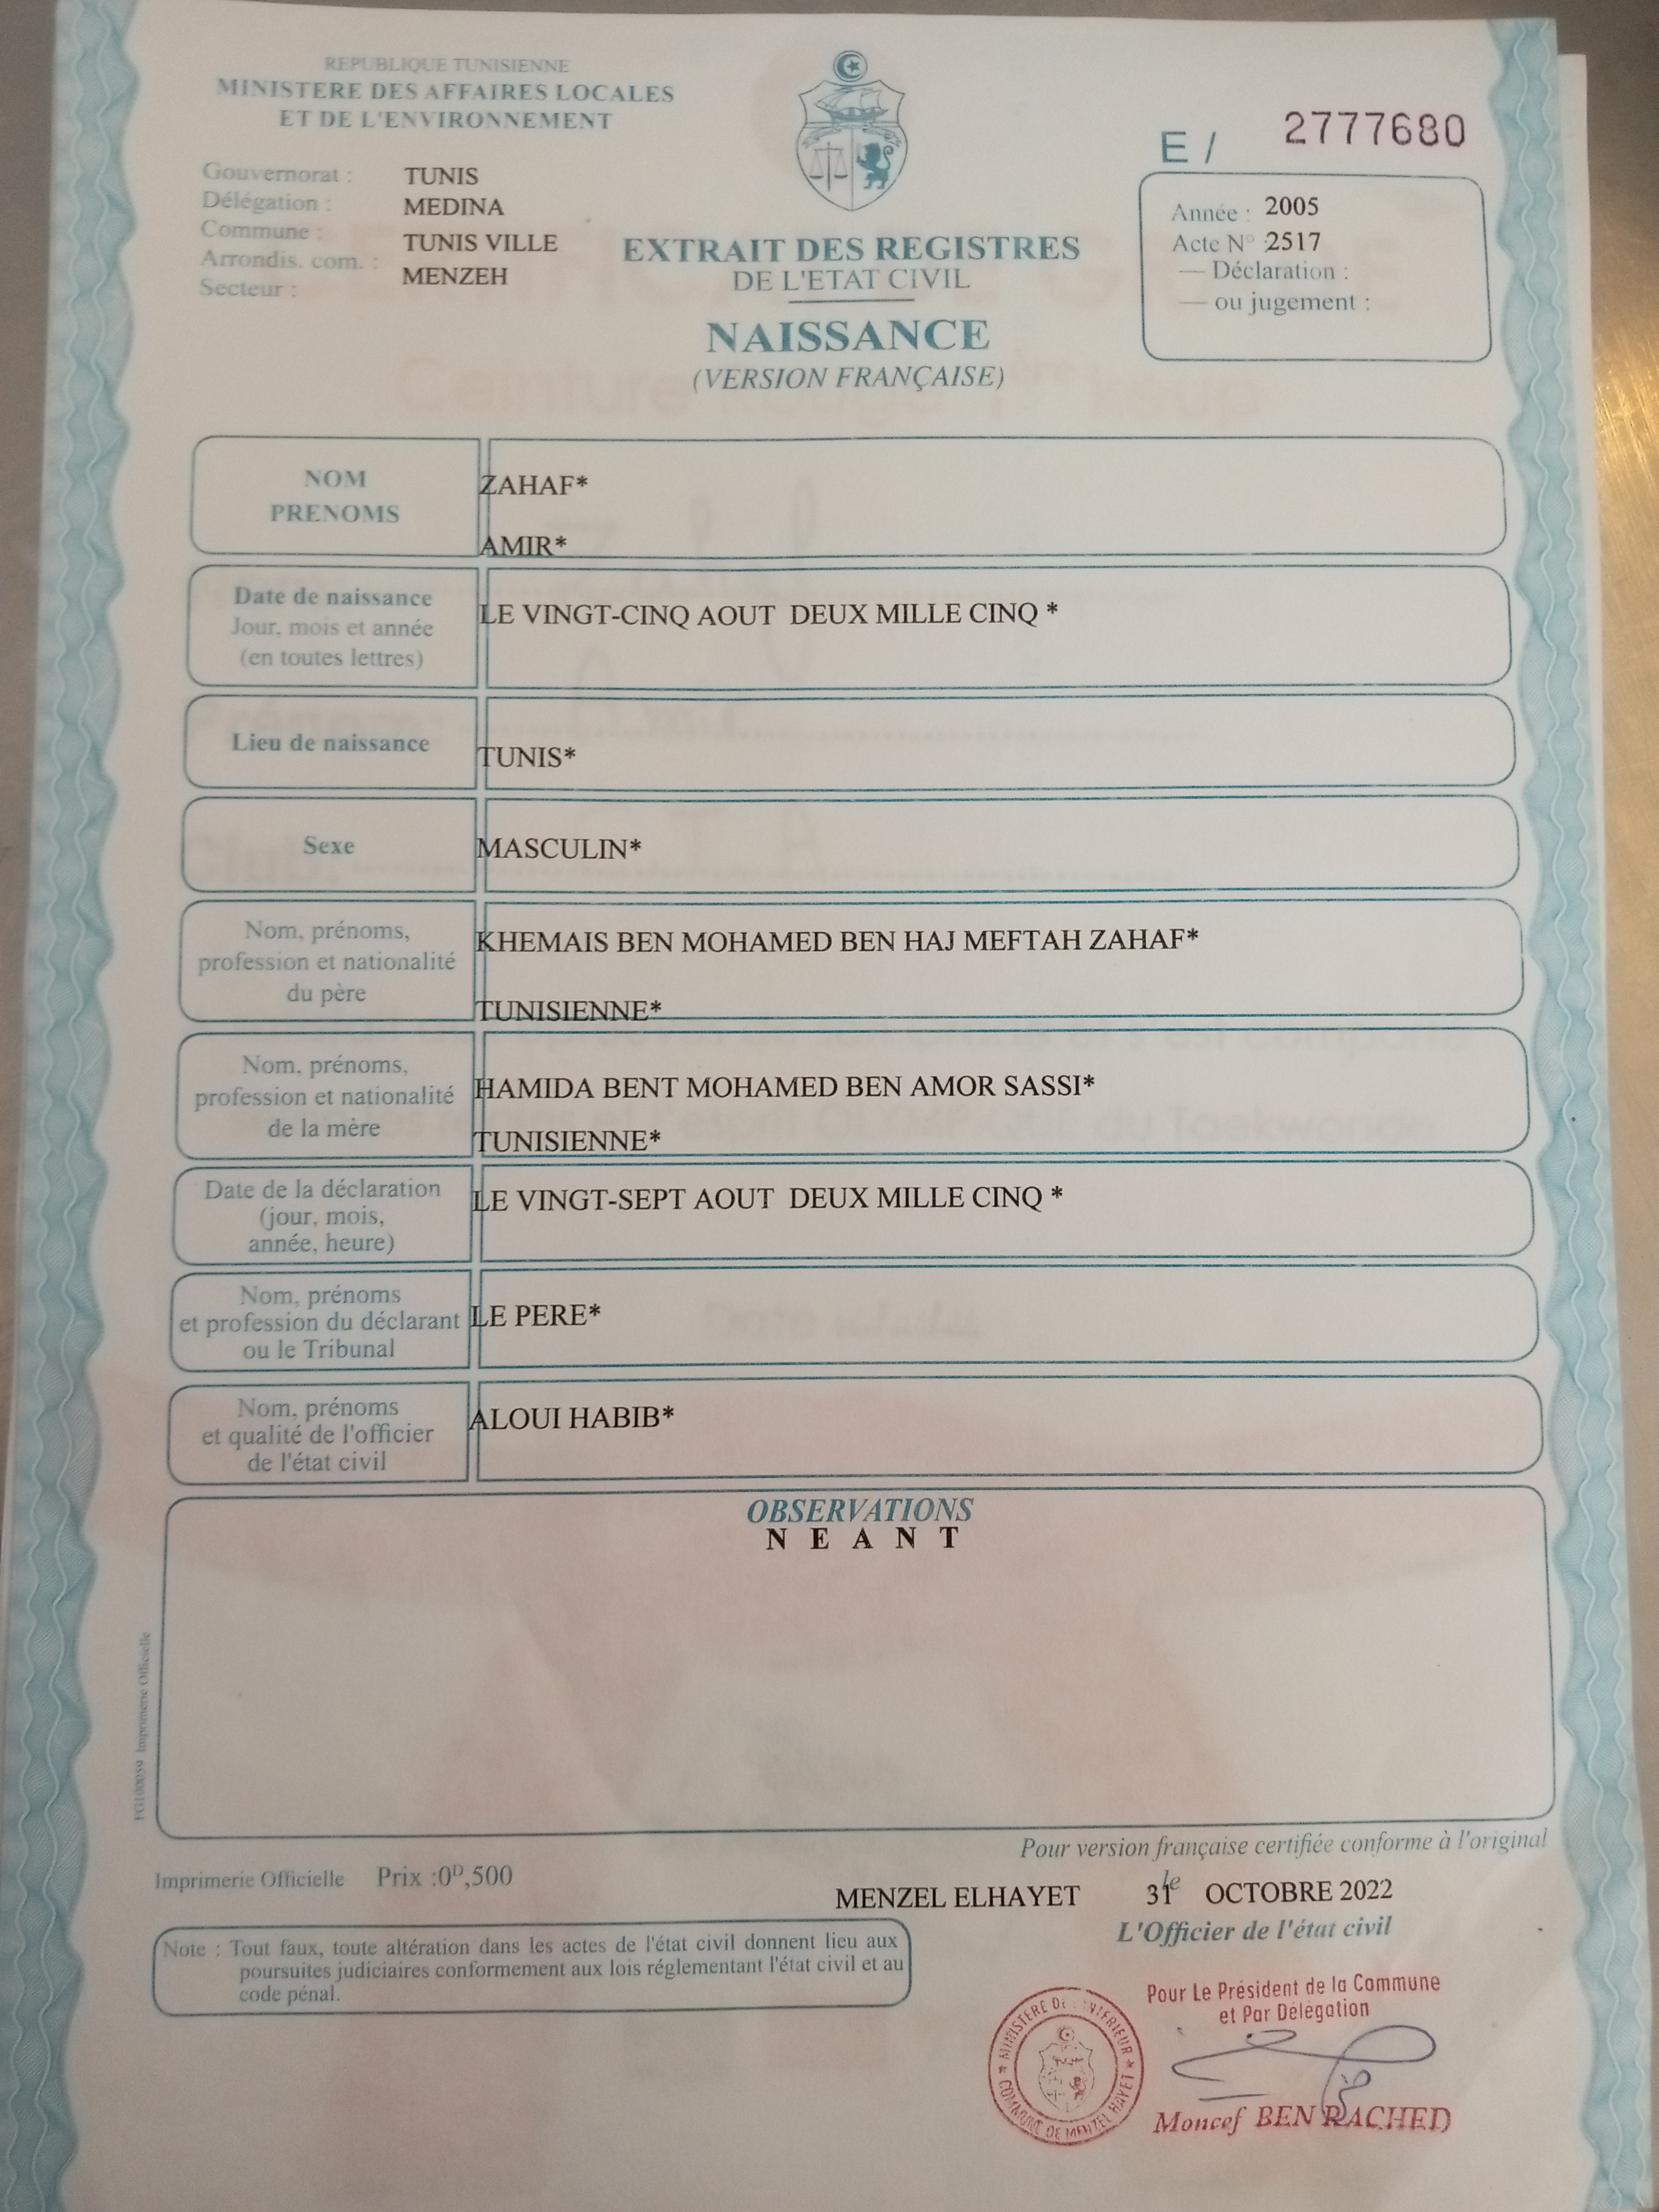 REPUBLIQUE TUNISIENNE
MINISTERE DES AFFAIRES LOCALES
ET DE L'ENVIRONNEMENT
Gouvernorat : TUNIS
Délégation : MEDINA
Commune : TUNIS VILLE
Arrondis. com. : MENZEH
Secteur :
E / 2777680
Année : 2005
Acte N° :2517
— Déclaration :
— ou jugement :
EXTRAIT DES REGISTRES
DE L'ETAT CIVIL
NAISSANCE
(VERSION FRANÇAISE)
NOM
PRENOMS
ZAHAF*
AMIR*
Date de naissance
Jour, mois et année
(en toutes lettres)
LE VINGT-CINQ AOUT DEUX MILLE CINQ *
Lieu de naissance
TUNIS*
Sexe
MASCULIN*
Nom, prénoms,
profession et nationalité
du père
KHEMAIS BEN MOHAMED BEN HAJ MEFTAH ZAHAF*
TUNISIENNE*
Nom, prénoms,
profession et nationalité
de la mère
HAMIDA BENT MOHAMED BEN AMOR SASSI*
TUNISIENNE*
Date de la déclaration
(jour, mois,
année, heure)
LE VINGT-SEPT AOUT DEUX MILLE CINQ *
Nom, prénoms
et profession du déclarant
ou le Tribunal
LE PERE*
Nom, prénoms
et qualité de l'officier
de l'état civil
ALOUI HABIB*
OBSERVATIONS
N E A N T
FG100059 Imprimerie Officielle
Pour version française certifiée conforme à l'original
Imprimerie Officielle Prix :0D,500
MENZEL ELHAYET le 31 OCTOBRE 2022
L'Officier de l'état civil
Note : Tout faux, toute altération dans les actes de l'état civil donnent lieu aux
poursuites judiciaires conformement aux lois réglementant l'état civil et au
code pénal.
Pour Le Président de la Commune
et Par Délégation
MINISTERE DE L'INTERIEUR
COMMUNE DE MENZEL HAYET
Moncef BEN RACHED